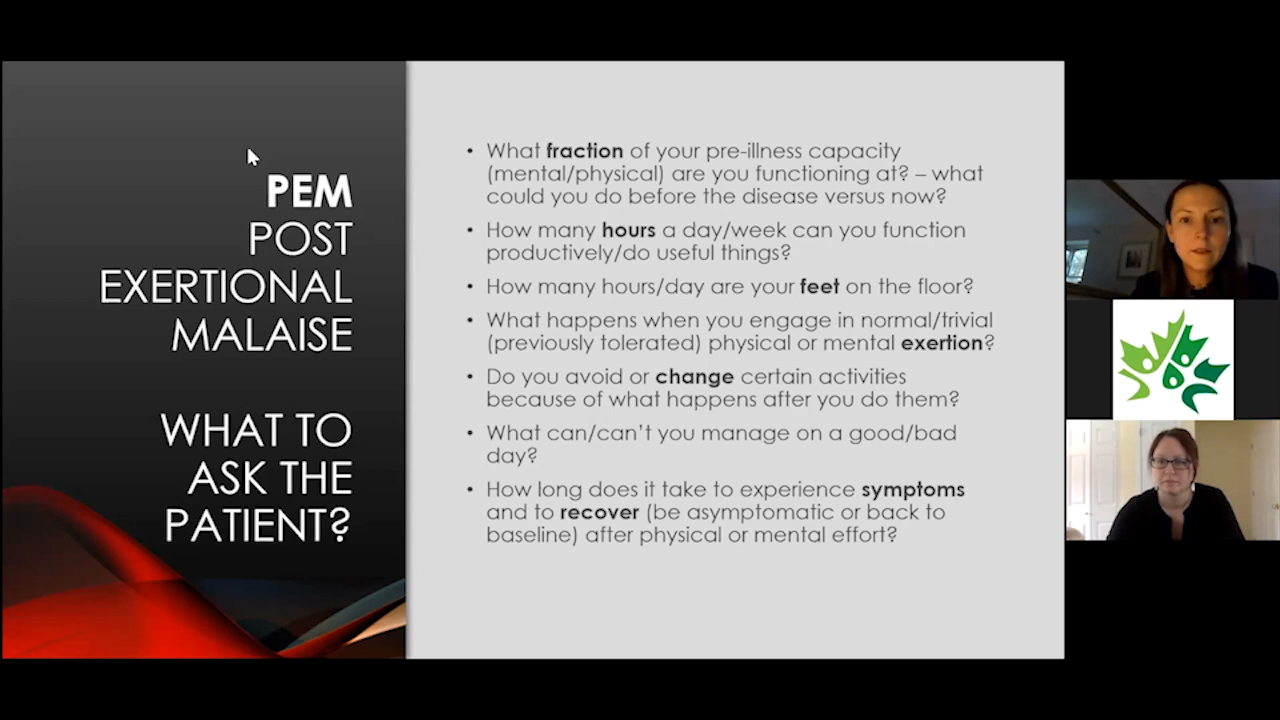 PEM
POST
EXERTIONAL
MALAISE
WHAT TO
ASK THE
PATIENT?
• What fraction of your pre-illness capacity
(mental/physical) are you functioning at? – what
could you do before the disease versus now?
• How many hours a day/week can you function
productively/do useful things?
• How many hours/day are your feet on the floor?
• What happens when you engage in normal/trivial
(previously tolerated) physical or mental exertion?
• Do you avoid or change certain activities
because of what happens after you do them?
• What can/can't you manage on a good/bad
day?
• How long does it take to experience symptoms
and to recover (be asymptomatic or back to
baseline) after physical or mental effort?